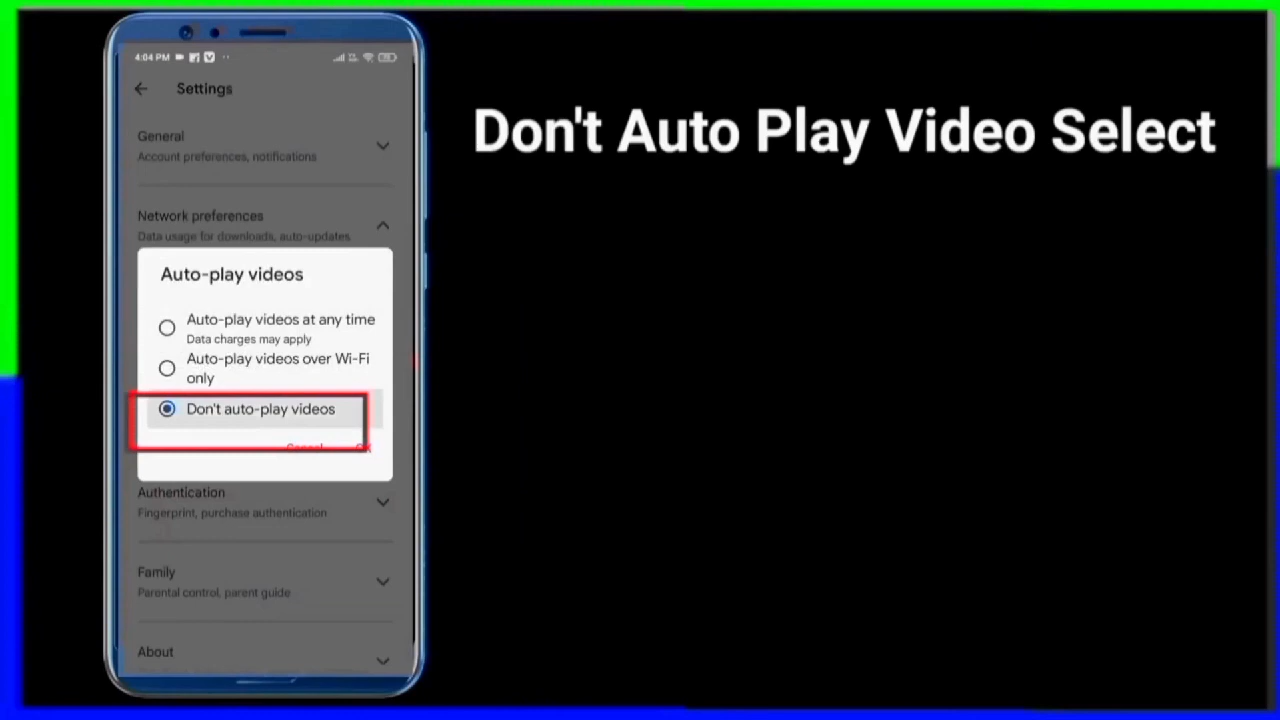 4:04 PM
Settings
Don't Auto Play Video Select
General
Account preferences, notifications
Network preferences
Data usage for downloads, auto-updates
Auto-play videos
Auto-play videos at any time
Data charges may apply
Auto-play videos over Wi-Fi
only
Don't auto-play videos
Cancel OK
Authentication
Fingerprint, purchase authentication
Family
Parental control, parent guide
About